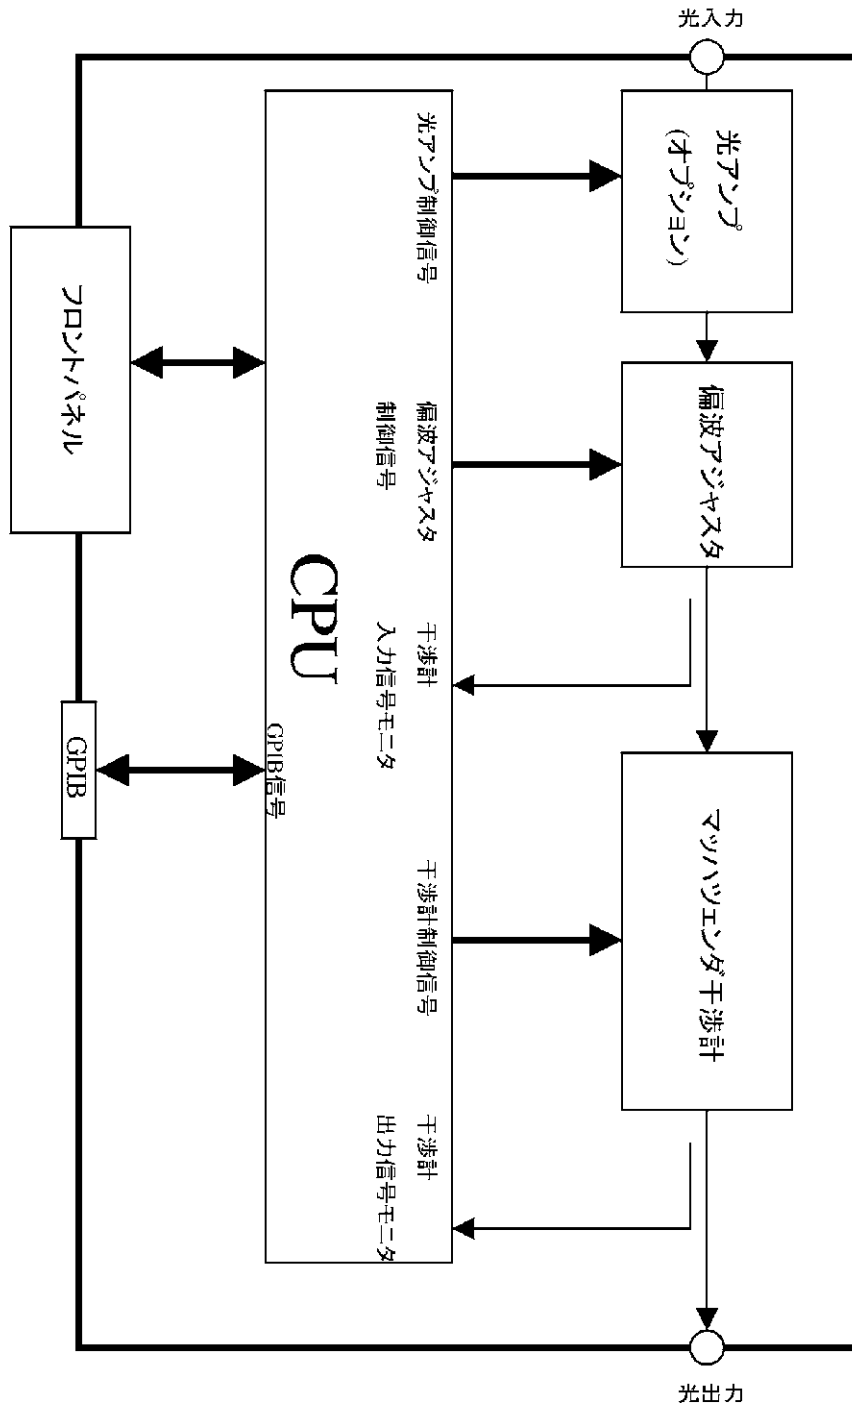 光入力
光アンプ
(オプション)
偏波アジャスタ
マッハツェンダ干渉計
光出力
光アンプ制御信号
偏波アジャスタ
制御信号
干渉計
入力信号モニタ
干渉計制御信号
干渉計
出力信号モニタ
CPU
GPIB信号
フロントパネル
GPIB